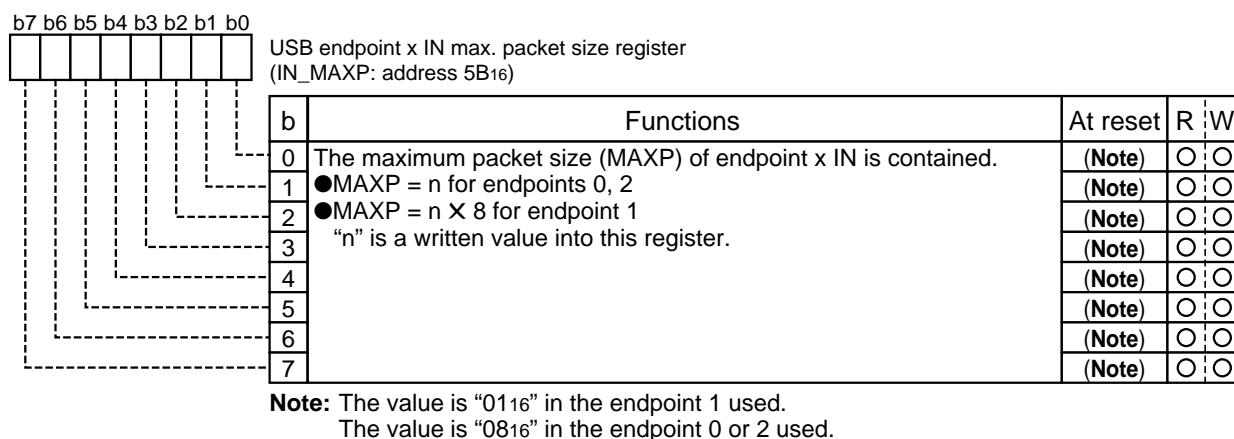 b7 b6 b5 b4 b3 b2 b1 b0
USB endpoint x IN max. packet size register
(IN_MAXP: address 5B16)
b Functions At reset R W
0 The maximum packet size (MAXP) of endpoint x IN is contained. (Note) ○ ○
1 ●MAXP = n for endpoints 0, 2 (Note) ○ ○
2 ●MAXP = n × 8 for endpoint 1 (Note) ○ ○
3 “n” is a written value into this register. (Note) ○ ○
4 (Note) ○ ○
5 (Note) ○ ○
6 (Note) ○ ○
7 (Note) ○ ○
Note: The value is “0116” in the endpoint 1 used.
The value is “0816” in the endpoint 0 or 2 used.